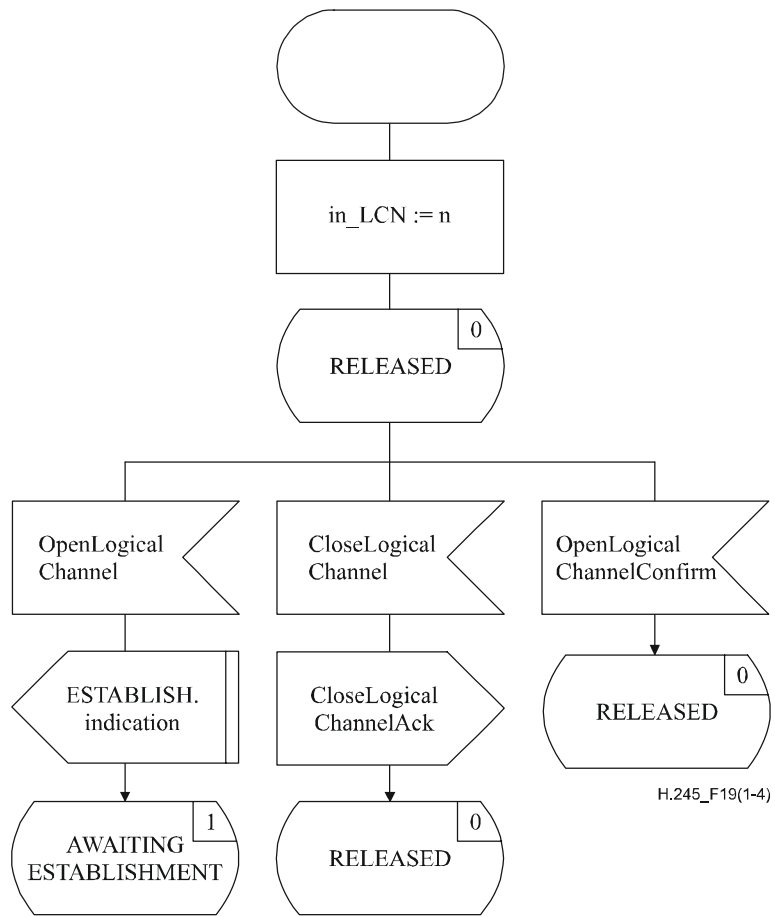 in_LCN := n
0
RELEASED
OpenLogical
Channel
CloseLogical
Channel
OpenLogical
ChannelConfirm
ESTABLISH.
indication
CloseLogical
ChannelAck
0
RELEASED
H.245_F19(1-4)
1
AWAITING
ESTABLISHMENT
0
RELEASED